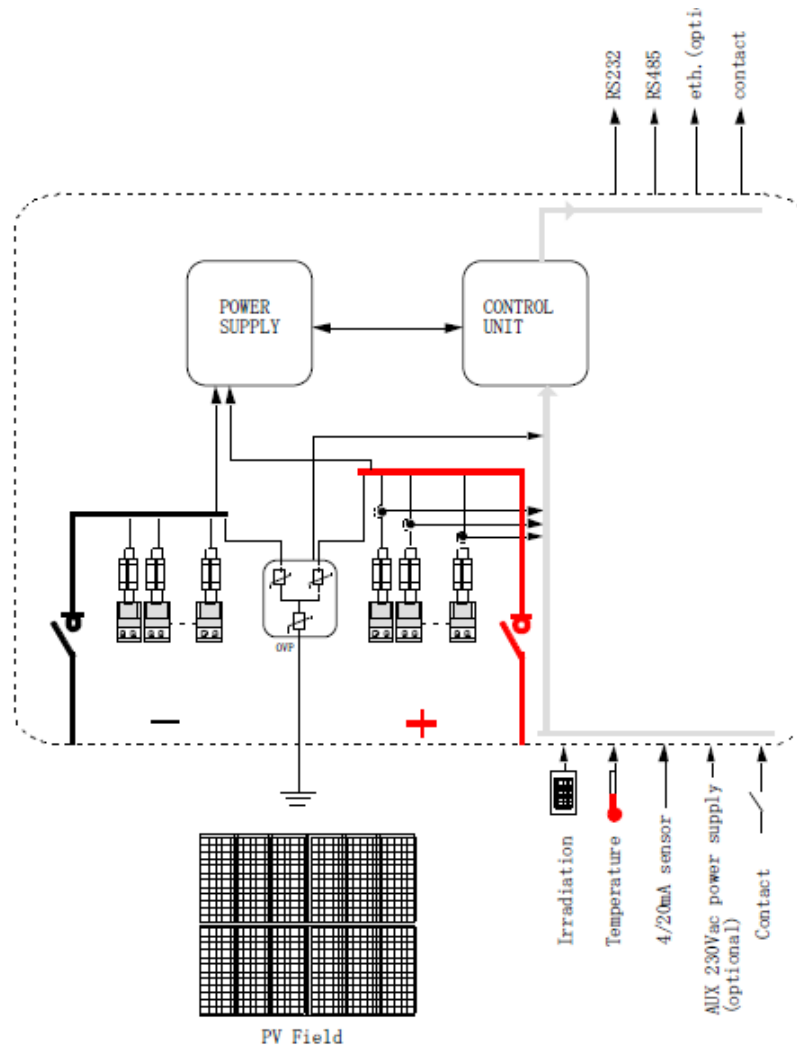 RS232
RS485
eth.(opti
contact
POWER
SUPPLY
CONTROL
UNIT
OVP
−
+
Irradiation
Temperature
4/20mA sensor
AUX 230Vac power supply
(optional)
Contact
PV Field